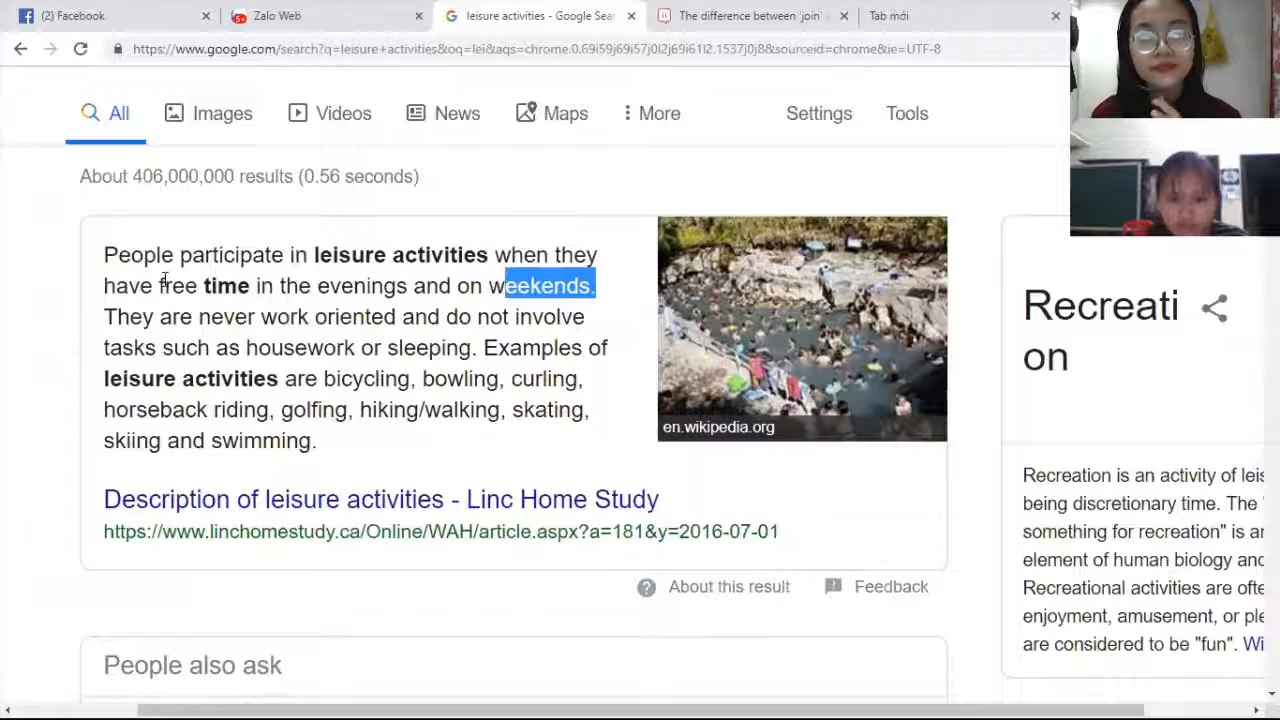 (2) Facebook
Zalo Web
leisure activities - Google Sear
The difference between 'join'
Tab mới
https://www.google.com/search?q=leisure+activities&oq=lei&aqs=chrome.0.69i59j69i57j0l2j69i61l2.1537j0j8&sourceid=chrome&ie=UTF-8
All
Images
Videos
News
Maps
More
Settings
Tools
About 406,000,000 results (0.56 seconds)
People participate in leisure activities when they
have free time in the evenings and on weekends.
They are never work oriented and do not involve
tasks such as housework or sleeping. Examples of
leisure activities are bicycling, bowling, curling,
horseback riding, golfing, hiking/walking, skating,
skiing and swimming.
en.wikipedia.org
Description of leisure activities - Linc Home Study
https://www.linchomestudy.ca/Online/WAH/article.aspx?a=181&y=2016-07-01
About this result
Feedback
People also ask
Recreati
on
Recreation is an activity of leis
being discretionary time. The "
something for recreation" is an
element of human biology and
Recreational activities are ofte
enjoyment, amusement, or ple
are considered to be "fun". Wi